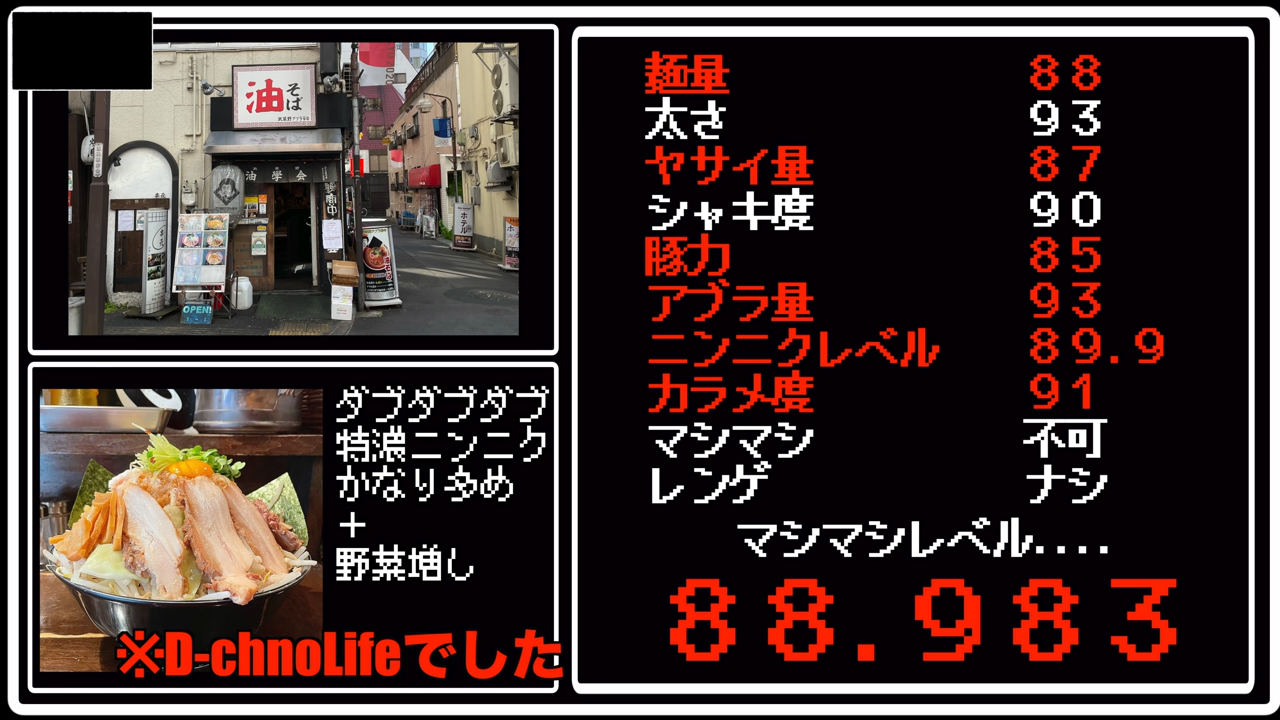 油そば
油學會
OPEN!
ホテル
ダブダブダブ
特濃ニンニク
かなり多め
+
野菜増し
※D-chnoLifeでした
麺量 88
太さ 93
ヤサイ量 87
シャキ度 90
豚力 85
アブラ量 93
ニンニクレベル 89.9
カラメ度 91
マシマシ 不可
レンゲ ナシ
マシマシレベル....
88.983